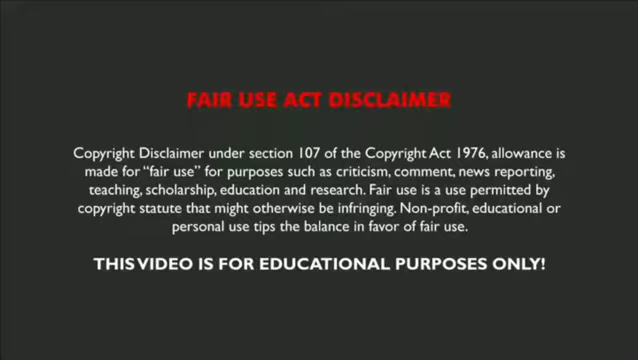 FAIR USE ACT DISCLAIMER
Copyright Disclaimer under section 107 of the Copyright Act 1976, allowance is
made for “fair use” for purposes such as criticism, comment, news reporting,
teaching, scholarship, education and research. Fair use is a use permitted by
copyright statute that might otherwise be infringing. Non-profit, educational or
personal use tips the balance in favor of fair use.
THIS VIDEO IS FOR EDUCATIONAL PURPOSES ONLY!